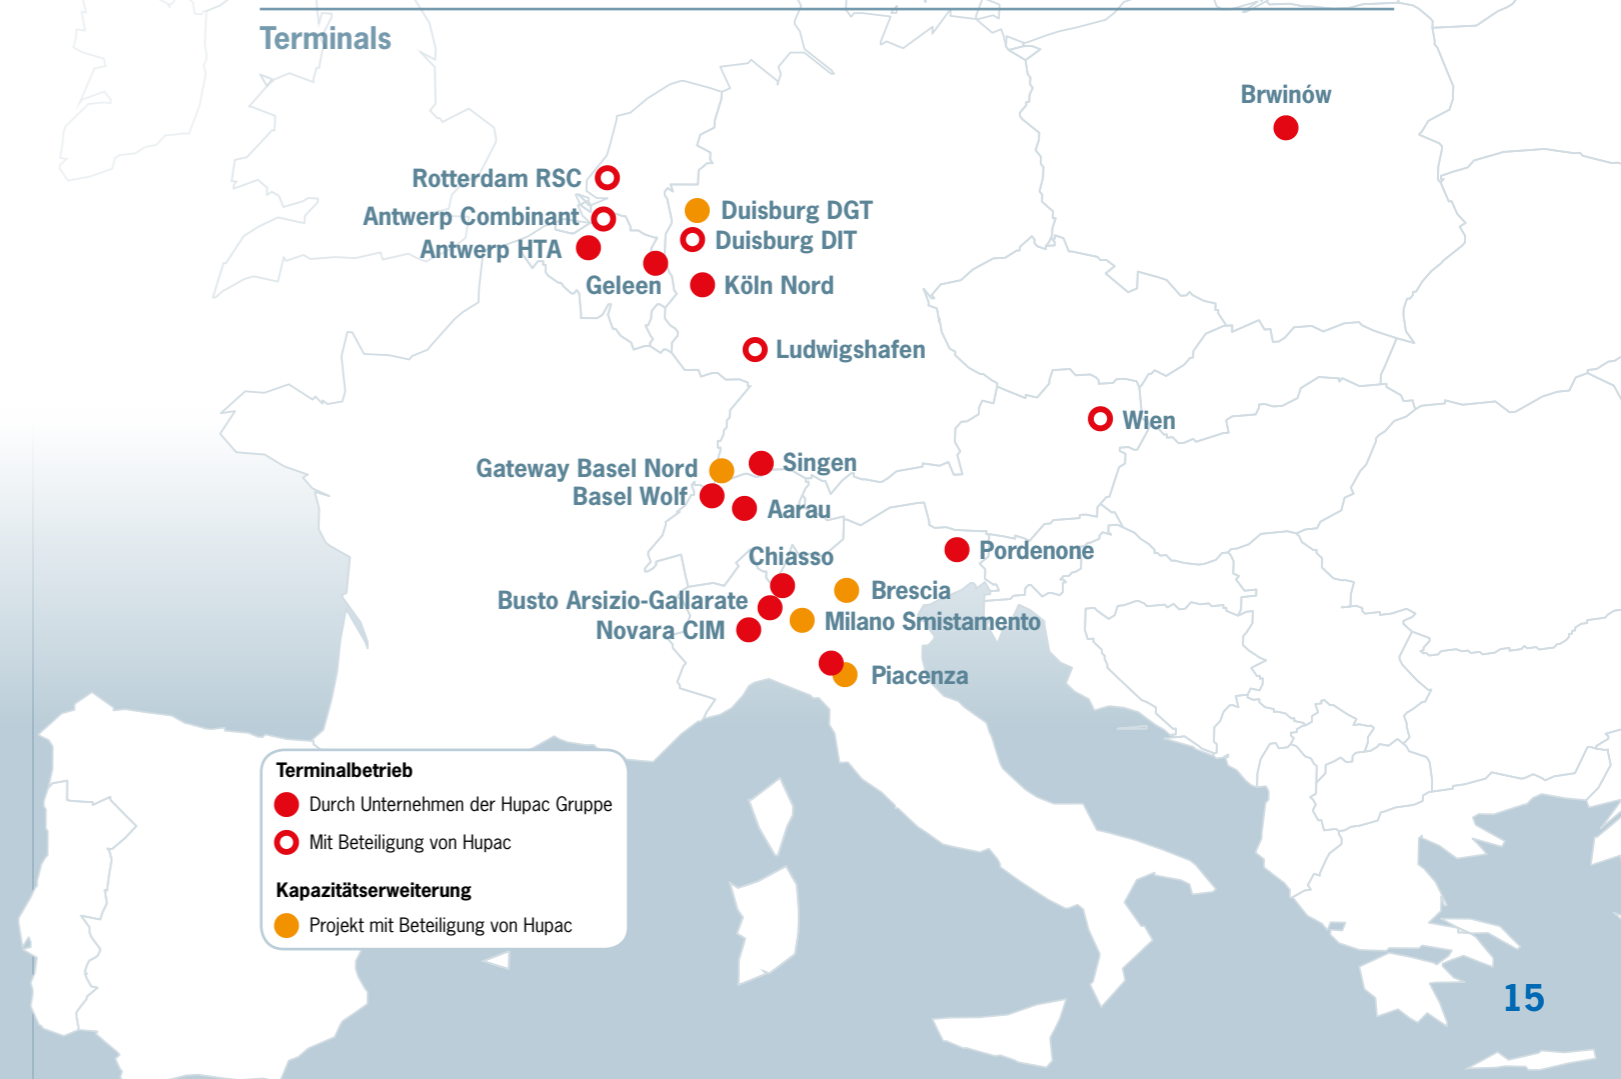 Terminals
Brwinów
Rotterdam RSC
Antwerp Combinant
Antwerp HTA
Duisburg DGT
Duisburg DIT
Geleen
Köln Nord
Ludwigshafen
Wien
Gateway Basel Nord
Singen
Basel Wolf
Aarau
Chiasso
Pordenone
Busto Arsizio-Gallarate
Brescia
Novara CIM
Milano Smistamento
Piacenza
Terminalbetrieb
Durch Unternehmen der Hupac Gruppe
Mit Beteiligung von Hupac
Kapazitätserweiterung
Projekt mit Beteiligung von Hupac
15